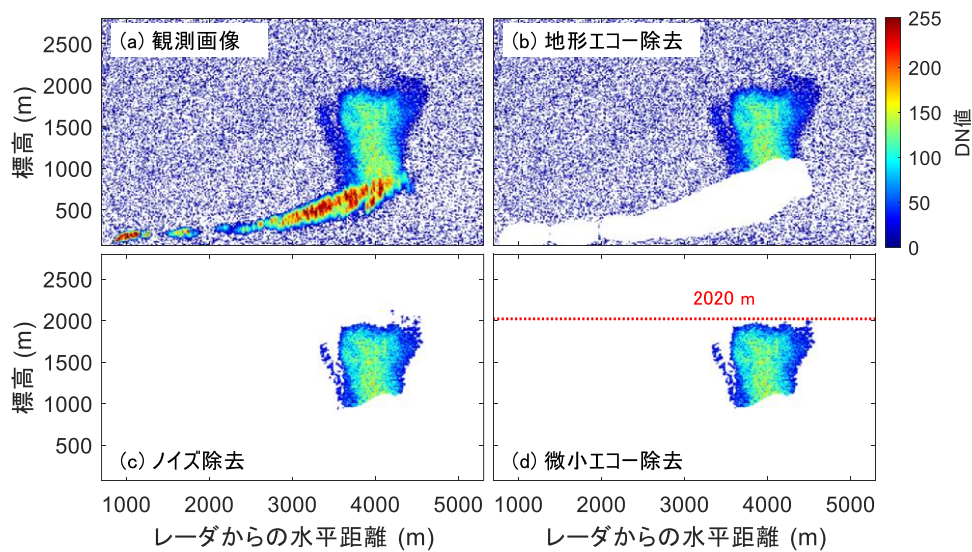 (a) 観測画像
(b) 地形エコー除去
2500
2000
1500
1000
500
標高 (m)
255
200
150
100
50
0
DN値
2500
2000
1500
1000
500
標高 (m)
2020 m
(c) ノイズ除去
(d) 微小エコー除去
1000 2000 3000 4000 5000
1000 2000 3000 4000 5000
レーダからの水平距離 (m)
レーダからの水平距離 (m)